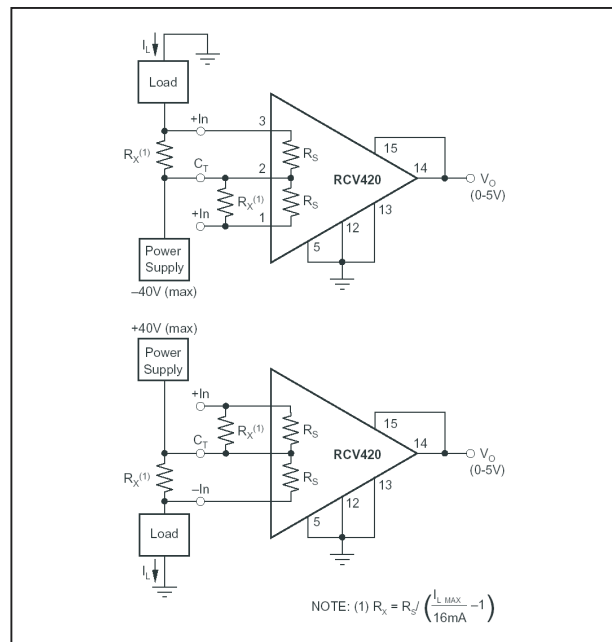 I_L
Load
+In
3
15
R_X(1)
R_S
C_T
2
RCV420
14
V_O
(0-5V)
R_X(1)
R_S
13
+In
1
12
5
Power
Supply
–40V (max)
+40V (max)
Power
Supply
+In
15
R_X(1)
R_S
C_T
RCV420
14
V_O
(0-5V)
R_X(1)
R_S
13
–In
12
5
Load
I_L
NOTE: (1) R_X = R_S / (I_L MAX / 16mA –1)